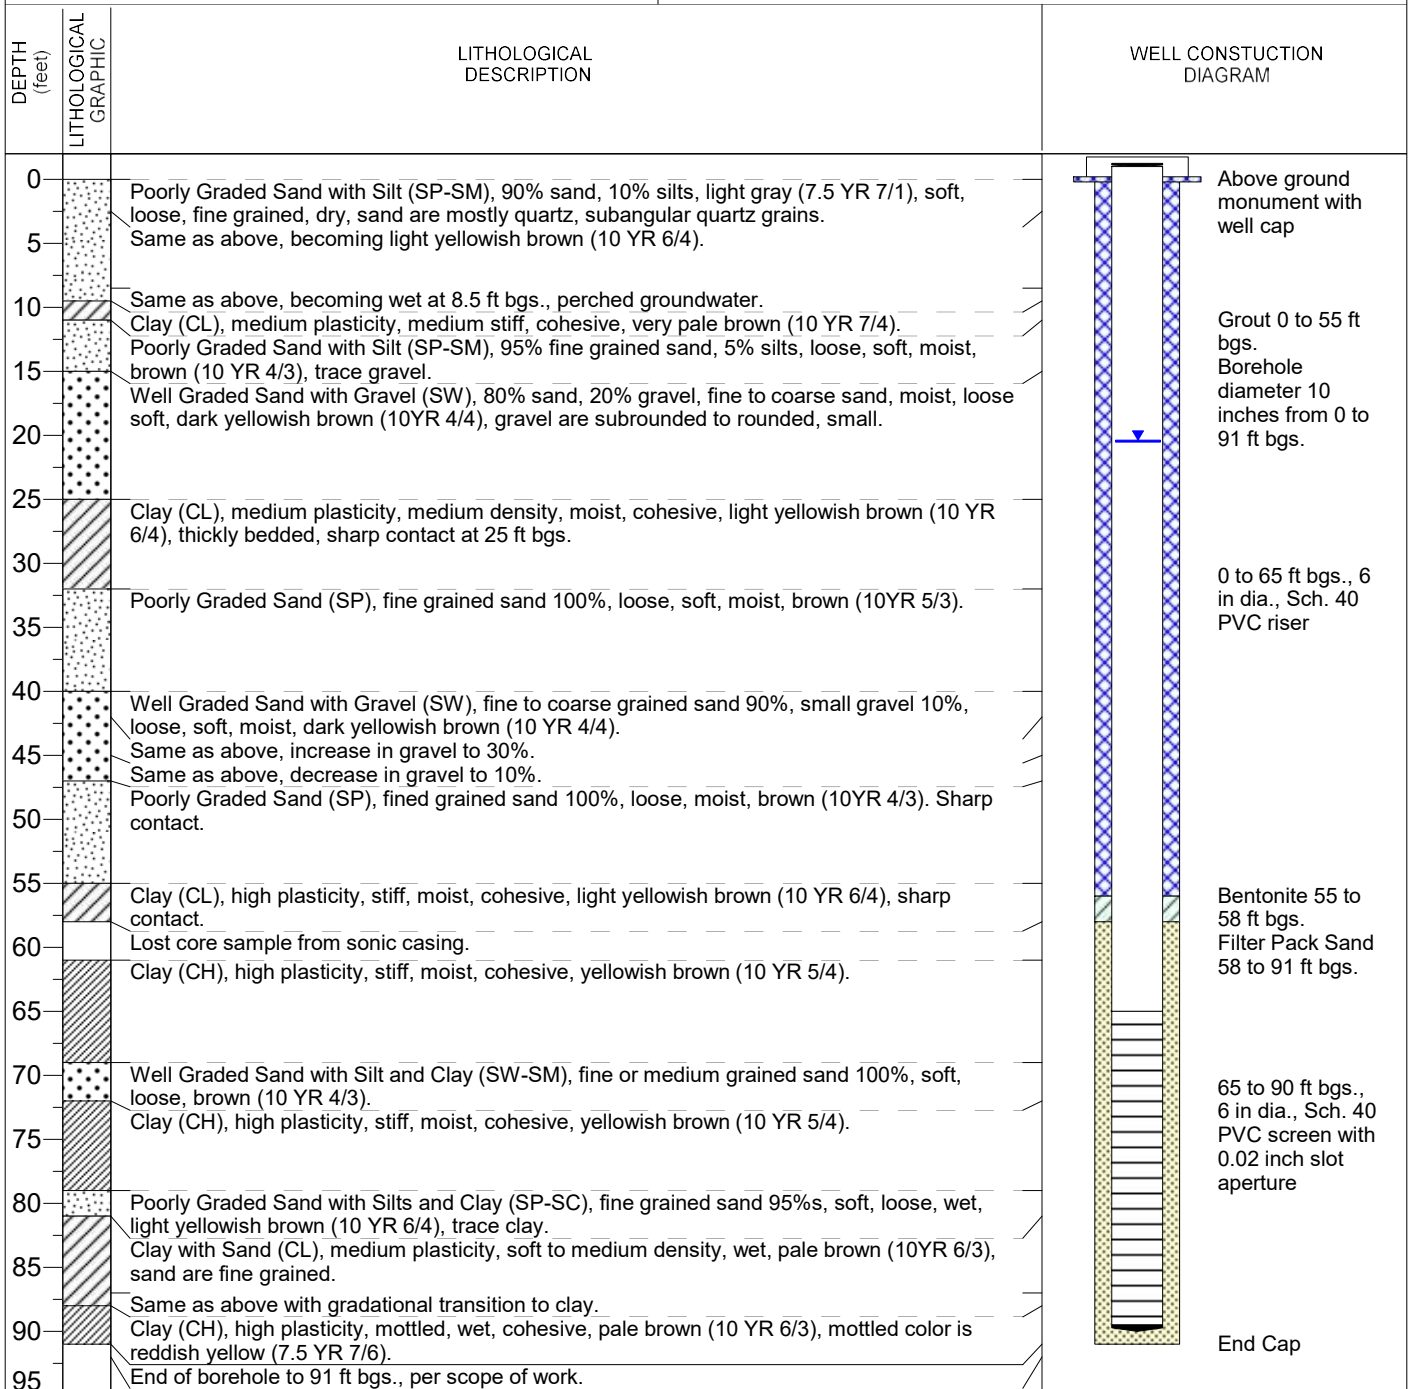 DEPTH
(feet)
LITHOLOGICAL
GRAPHIC
LITHOLOGICAL
DESCRIPTION
WELL CONSTUCTION
DIAGRAM
0
5
10
15
20
25
30
35
40
45
50
55
60
65
70
75
80
85
90
95
Poorly Graded Sand with Silt (SP-SM), 90% sand, 10% silts, light gray (7.5 YR 7/1), soft,
loose, fine grained, dry, sand are mostly quartz, subangular quartz grains.
Same as above, becoming light yellowish brown (10 YR 6/4).
Same as above, becoming wet at 8.5 ft bgs., perched groundwater.
Clay (CL), medium plasticity, medium stiff, cohesive, very pale brown (10 YR 7/4).
Poorly Graded Sand with Silt (SP-SM), 95% fine grained sand, 5% silts, loose, soft, moist,
brown (10 YR 4/3), trace gravel.
Well Graded Sand with Gravel (SW), 80% sand, 20% gravel, fine to coarse sand, moist, loose
soft, dark yellowish brown (10YR 4/4), gravel are subrounded to rounded, small.
Clay (CL), medium plasticity, medium density, moist, cohesive, light yellowish brown (10 YR
6/4), thickly bedded, sharp contact at 25 ft bgs.
Poorly Graded Sand (SP), fine grained sand 100%, loose, soft, moist, brown (10YR 5/3).
Well Graded Sand with Gravel (SW), fine to coarse grained sand 90%, small gravel 10%,
loose, soft, moist, dark yellowish brown (10 YR 4/4).
Same as above, increase in gravel to 30%.
Same as above, decrease in gravel to 10%.
Poorly Graded Sand (SP), fined grained sand 100%, loose, moist, brown (10YR 4/3). Sharp
contact.
Clay (CL), high plasticity, stiff, moist, cohesive, light yellowish brown (10 YR 6/4), sharp
contact.
Lost core sample from sonic casing.
Clay (CH), high plasticity, stiff, moist, cohesive, yellowish brown (10 YR 5/4).
Well Graded Sand with Silt and Clay (SW-SM), fine or medium grained sand 100%, soft,
loose, brown (10 YR 4/3).
Clay (CH), high plasticity, stiff, moist, cohesive, yellowish brown (10 YR 5/4).
Poorly Graded Sand with Silts and Clay (SP-SC), fine grained sand 95%s, soft, loose, wet,
light yellowish brown (10 YR 6/4), trace clay.
Clay with Sand (CL), medium plasticity, soft to medium density, wet, pale brown (10YR 6/3),
sand are fine grained.
Same as above with gradational transition to clay.
Clay (CH), high plasticity, mottled, wet, cohesive, pale brown (10 YR 6/3), mottled color is
reddish yellow (7.5 YR 7/6).
End of borehole to 91 ft bgs., per scope of work.
Above ground
monument with
well cap
Grout 0 to 55 ft
bgs.
Borehole
diameter 10
inches from 0 to
91 ft bgs.
0 to 65 ft bgs., 6
in dia., Sch. 40
PVC riser
Bentonite 55 to
58 ft bgs.
Filter Pack Sand
58 to 91 ft bgs.
65 to 90 ft bgs.,
6 in dia., Sch. 40
PVC screen with
0.02 inch slot
aperture
End Cap